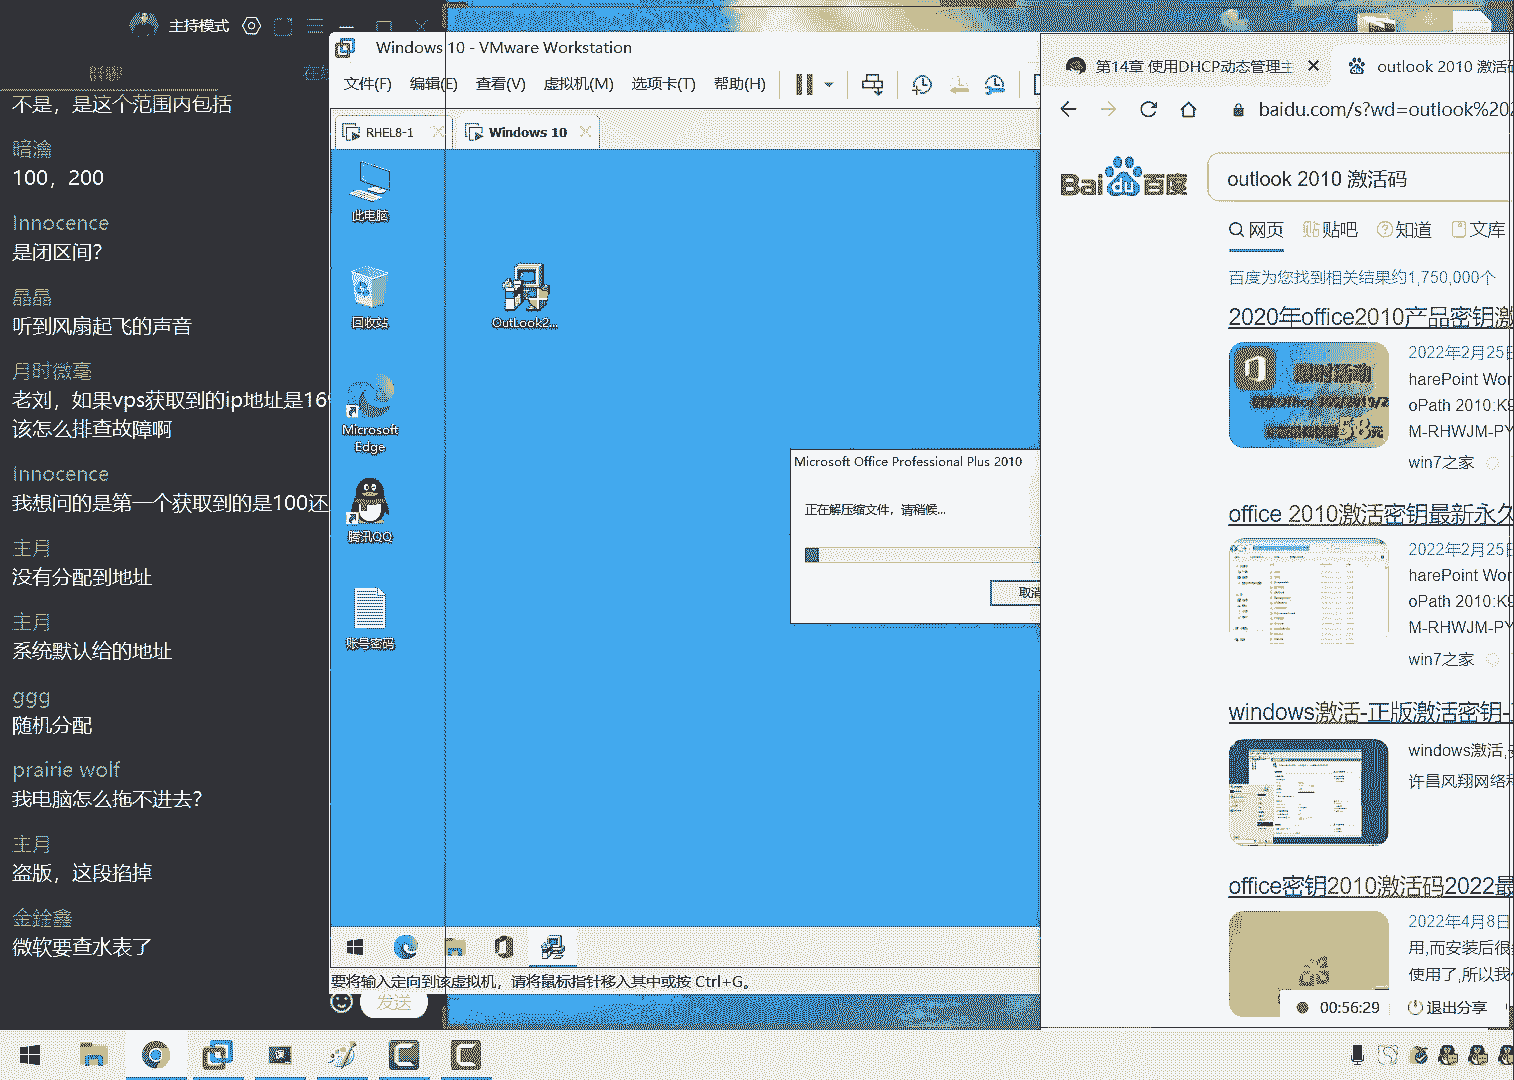 主持模式
群聊
不是，是这个范围内包括
暗瀹
100，200
Innocence
是闭区间?
晶晶
听到风扇起飞的声音
月时微毫
老刘，如果vps获取到的ip地址是169
该怎么排查故障啊
Innocence
我想问的是第一个获取到的是100还
主月
没有分配到地址
主月
系统默认给的地址
ggg
随机分配
prairie wolf
我电脑怎么拖不进去?
主月
盗版，这段掐掉
金銓鑫
微软要查水表了
发送
Windows 10 - VMware Workstation
文件(F) 编辑(E) 查看(V) 虚拟机(M) 选项卡(T) 帮助(H)
RHEL8-1
Windows 10
此电脑
回收站
OutLook2...
Microsoft
Edge
腾讯QQ
账号密码
Microsoft Office Professional Plus 2010
正在解压缩文件，请稍候...
取消
要将输入定向到该虚拟机，请将鼠标指针移入其中或按 Ctrl+G。
第14章 使用DHCP动态管理主
outlook 2010 激活码
baidu.com/s?wd=outlook%20
Bai du 百度
outlook 2010 激活码
网页 贴吧 知道 文库
百度为您找到相关结果约1,750,000个
2020年office2010产品密钥激
2022年2月25日
harePoint Wor
oPath 2010:K9
M-RHWJM-PY
win7之家
office 2010激活密钥最新永久
2022年2月25日
harePoint Wor
oPath 2010:K9
M-RHWJM-PY
win7之家
windows激活-正版激活密钥-
windows激活,
许昌风翔网络科
office密钥2010激活码2022最
2022年4月8日
用,而安装后很
使用了,所以我
00:56:29
退出分享